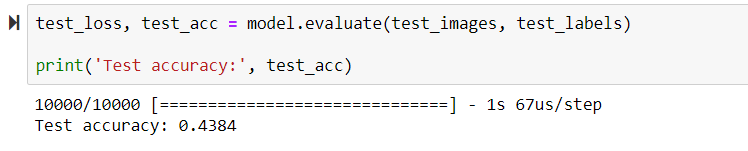 test_loss, test_acc = model.evaluate(test_images, test_labels)
print('Test accuracy:', test_acc)
10000/10000 [==============================] - 1s 67us/step
Test accuracy: 0.4384